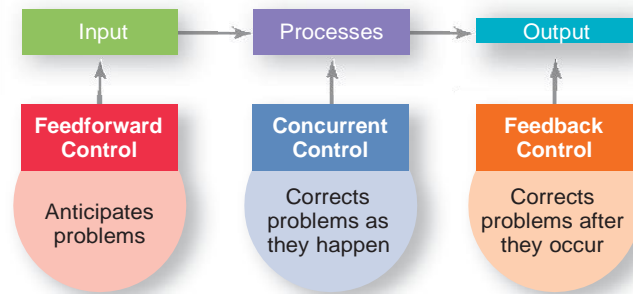 Input
Processes
Output
Feedforward
Control
Concurrent
Control
Feedback
Control
Anticipates
problems
Corrects
problems as
they happen
Corrects
problems after
they occur